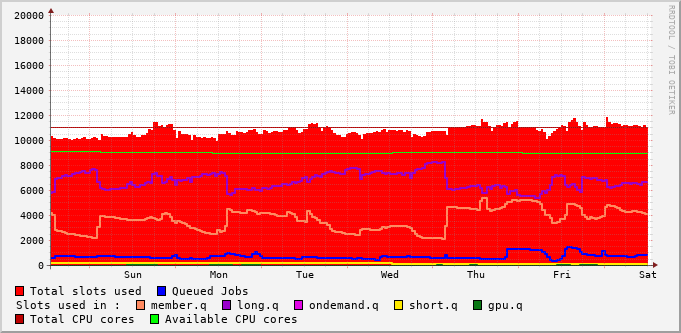 20000
18000
16000
14000
12000
10000
8000
6000
4000
2000
0
Sun Mon Tue Wed Thu Fri Sat
RRDTOOL / TOBI OETIKER
Total slots used Queued Jobs
Slots used in : member.q long.q ondemand.q short.q gpu.q
Total CPU cores Available CPU cores